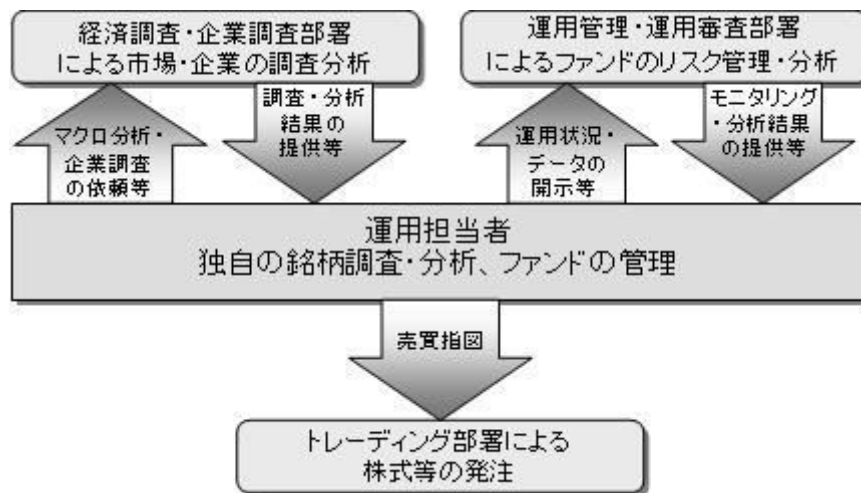 経済調査・企業調査部署
による市場・企業の調査分析
運用管理・運用審査部署
によるファンドのリスク管理・分析
マクロ分析・
企業調査
の依頼等
調査・分析
結果の
提供等
運用状況・
データの
開示等
モニタリング
・分析結果
の提供等
運用担当者
独自の銘柄調査・分析、ファンドの管理
売買指図
トレーディング部署による
株式等の発注